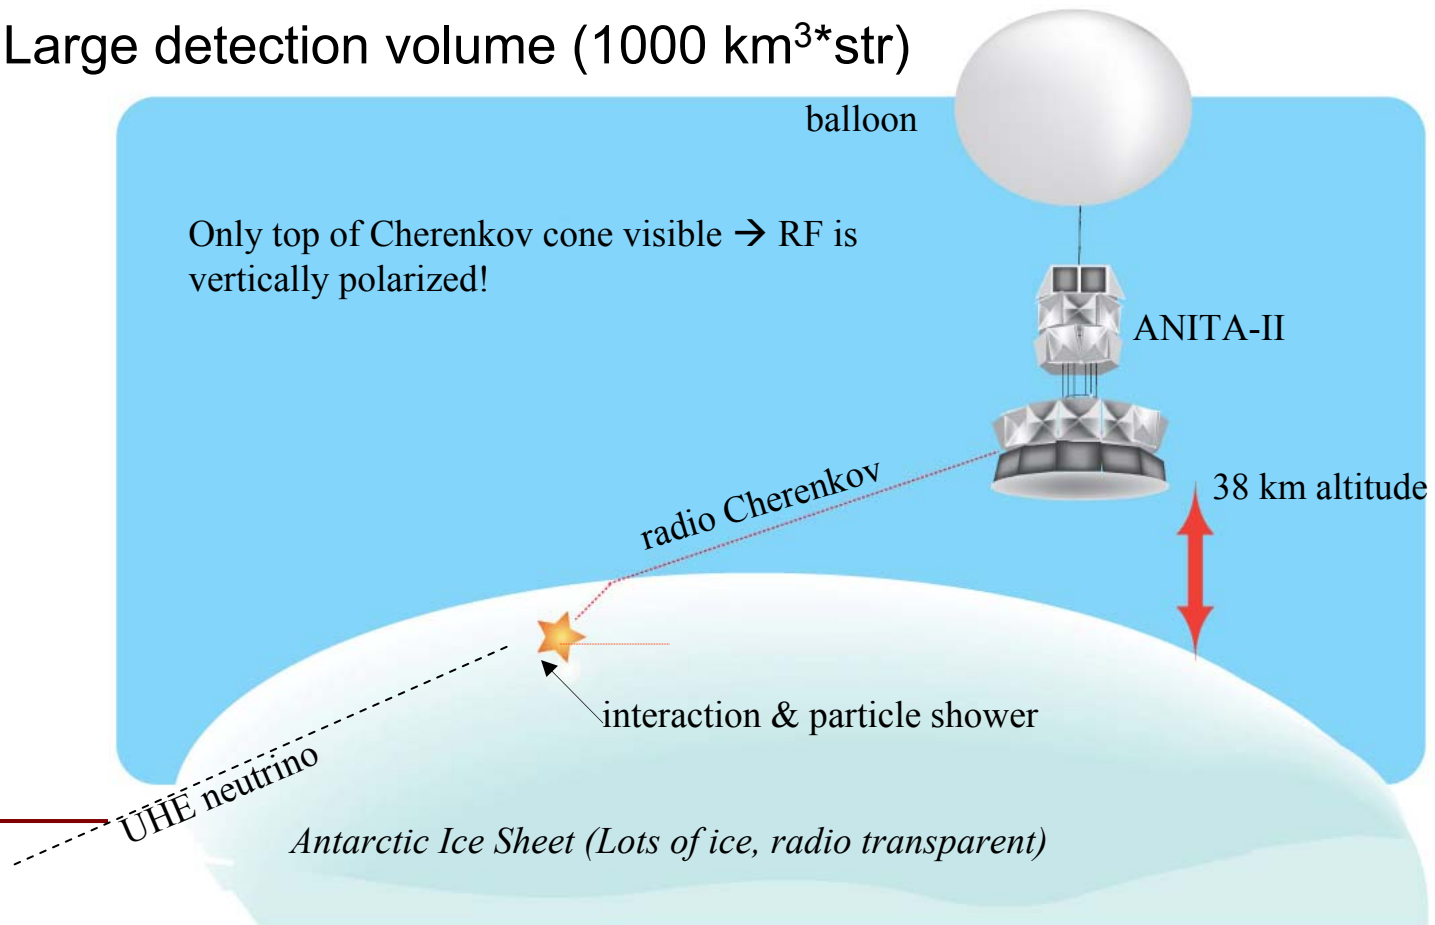 Large detection volume (1000 km³*str)
balloon
Only top of Cherenkov cone visible → RF is
vertically polarized!
ANITA-II
38 km altitude
radio Cherenkov
interaction & particle shower
UHE neutrino
Antarctic Ice Sheet (Lots of ice, radio transparent)